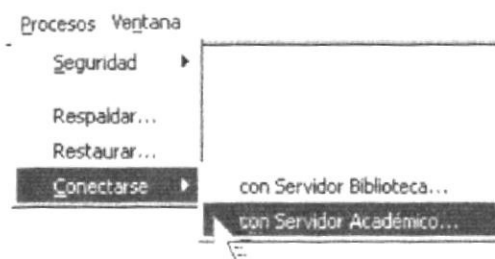 Procesos Ventana
Seguridad
Respaldar...
Restaurar...
Conectarse
con Servidor Biblioteca...
con Servidor Académico...